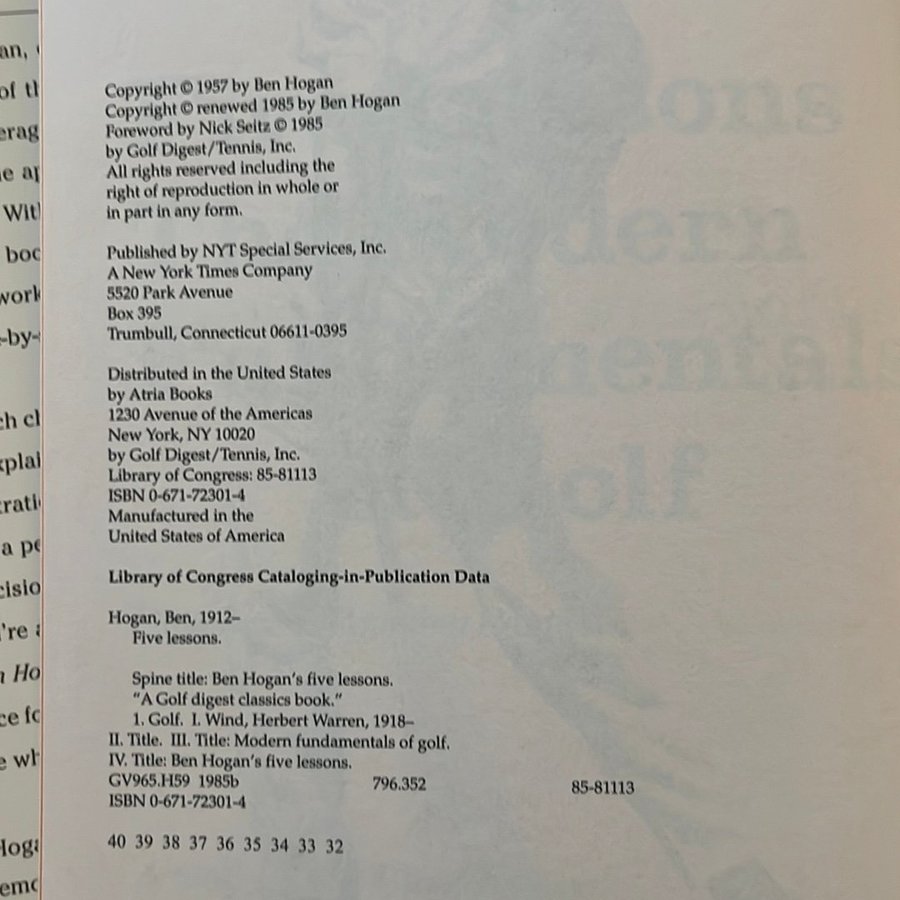 an,
of
Wit
boc
work
-by-
a
Copyright © 1957 by Ben Hogan
Copyright © renewed 1985 by Ben Hogan
Foreword by Nick Seitz © 1985
by Golf Digest/Tennis, Inc.
All rights reserved including the
right of reproduction in whole or
in part in any form.
Published by NYT Special Services, Inc.
A New York Times Company
5520 Park Avenue
Box 395
Trumbull, Connecticut 06611-0395
Distributed in the United States
by Atria Books
1230 Avenue of the Americas
New York, NY 10020
by Golf Digest/Tennis, Inc.
Library of Congress: 85-81113
ISBN 0-671-72301-4
Manufactured in the
United States of America
Library of Congress Cataloging-in-Publication Data
Hogan, Ben, 1912–
Five lessons.
Spine title: Ben Hogan's five lessons.
"A Golf digest classics book."
1. Golf. I. Wind, Herbert Warren, 1918–
II. Title. III. Title: Modern fundamentals of golf.
IV. Title: Ben Hogan's five lessons.
GV965.H59 1985b 796.352 85-81113
ISBN 0-671-72301-4
40 39 38 37 36 35 34 33 32